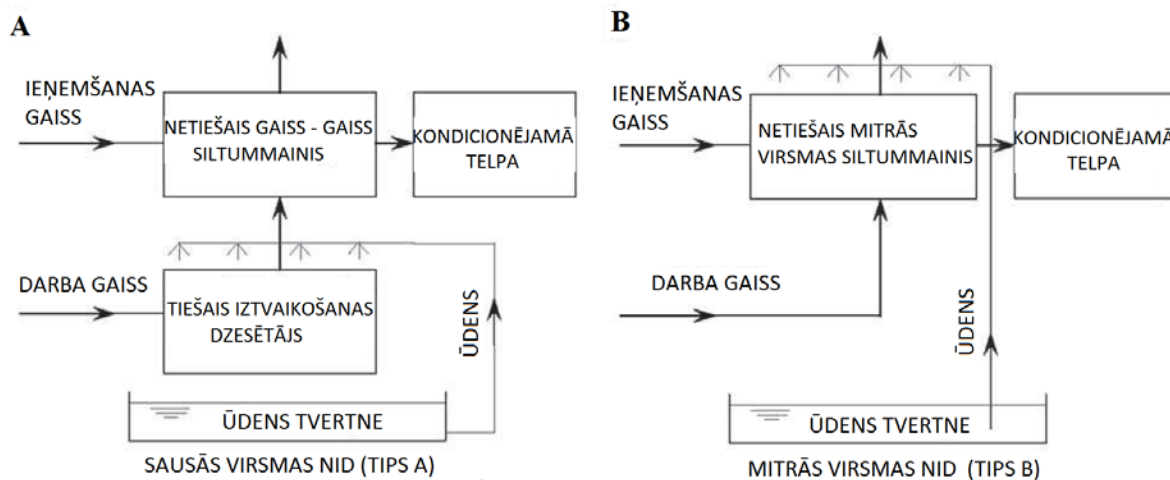 A
IEŅEMŠANAS
GAISS
NETIEŠAIS GAISS - GAISS
SILTUMMAINIS
KONDICIONĒJAMĀ
TELPA
DARBA GAISS
TIEŠAIS IZTVAIKOŠANAS
DZESĒTĀJS
ŪDENS
ŪDENS TVERTNE
SAUSĀS VIRSMAS NID (TIPS A)
B
IEŅEMŠANAS
GAISS
NETIEŠAIS MITRĀS
VIRSMAS SILTUMMAINIS
KONDICIONĒJAMĀ
TELPA
DARBA GAISS
ŪDENS
ŪDENS TVERTNE
MITRĀS VIRSMAS NID (TIPS B)